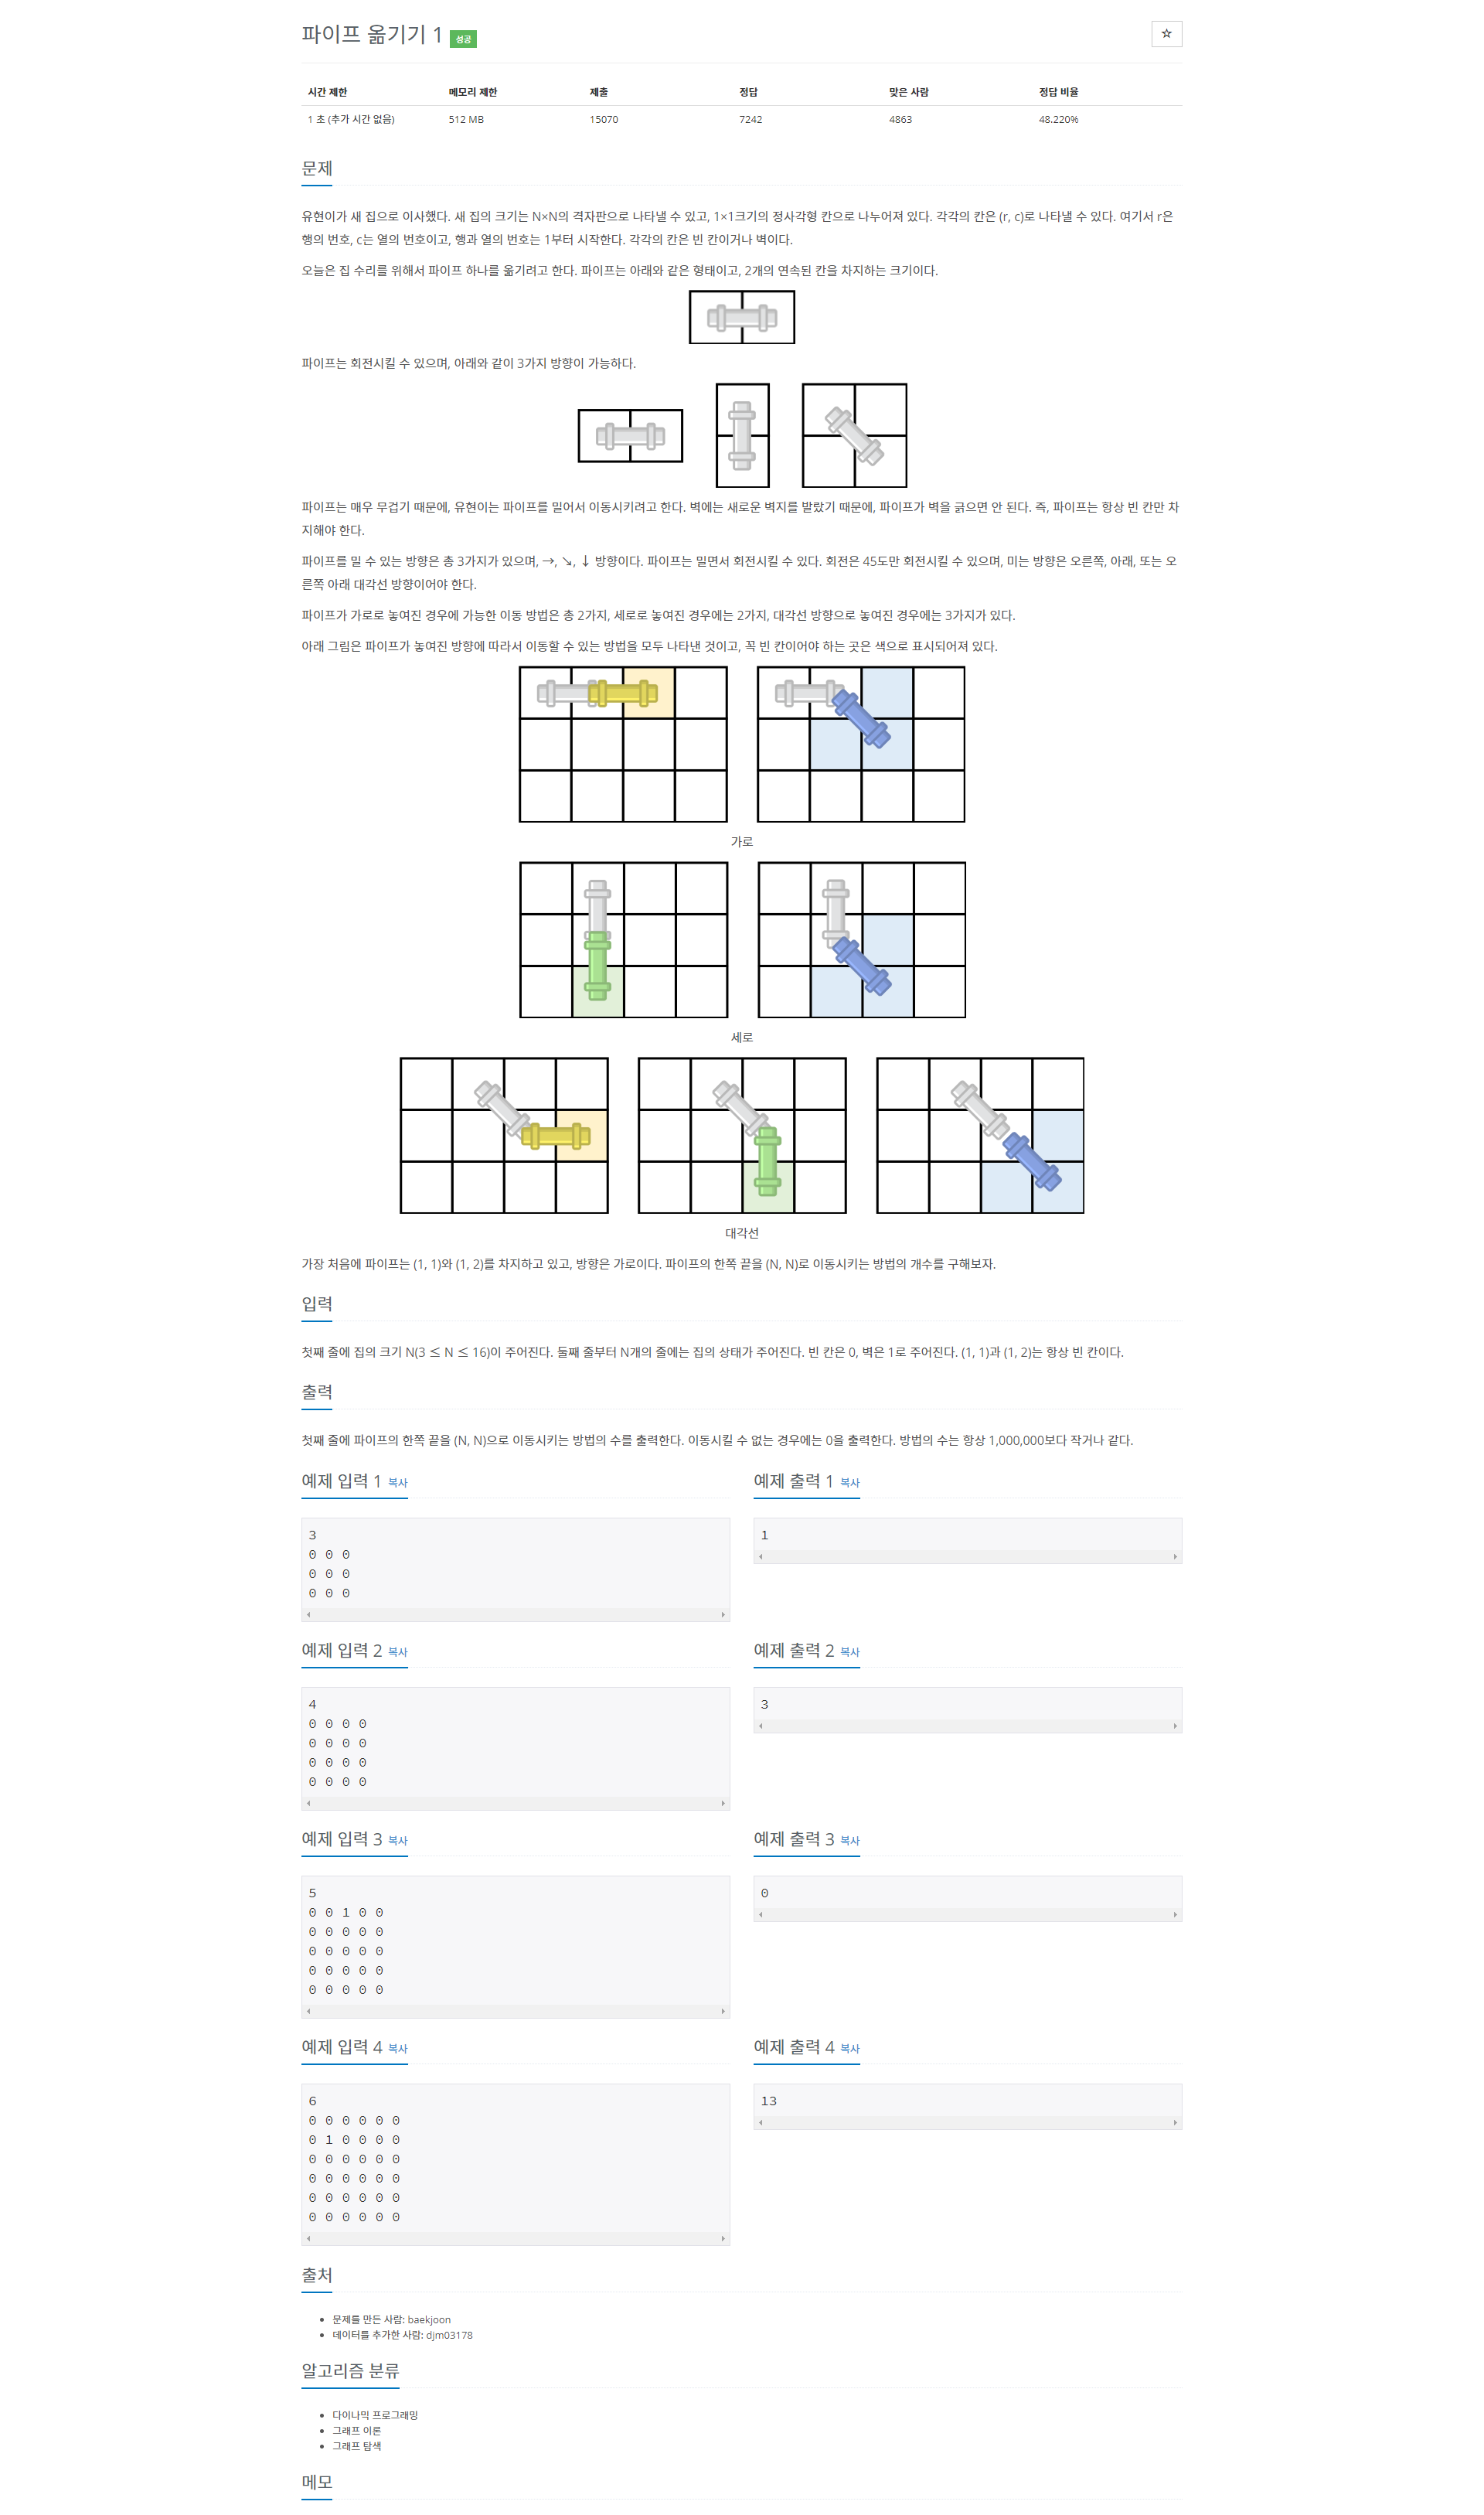 파이프 옮기기 1 성공
☆
시간 제한 메모리 제한 제출 정답 맞은 사람 정답 비율
1 초 (추가 시간 없음) 512 MB 15070 7242 4863 48.220%
문제
유현이가 새 집으로 이사했다. 새 집의 크기는 N×N의 격자판으로 나타낼 수 있고, 1×1크기의 정사각형 칸으로 나누어져 있다. 각각의 칸은 (r, c)로 나타낼 수 있다. 여기서 r은
행의 번호, c는 열의 번호이고, 행과 열의 번호는 1부터 시작한다. 각각의 칸은 빈 칸이거나 벽이다.
오늘은 집 수리를 위해서 파이프 하나를 옮기려고 한다. 파이프는 아래와 같은 형태이고, 2개의 연속된 칸을 차지하는 크기이다.
파이프는 회전시킬 수 있으며, 아래와 같이 3가지 방향이 가능하다.
파이프는 매우 무겁기 때문에, 유현이는 파이프를 밀어서 이동시키려고 한다. 벽에는 새로운 벽지를 발랐기 때문에, 파이프가 벽을 긁으면 안 된다. 즉, 파이프는 항상 빈 칸만 차
지해야 한다.
파이프를 밀 수 있는 방향은 총 3가지가 있으며, →, ↘, ↓ 방향이다. 파이프는 밀면서 회전시킬 수 있다. 회전은 45도만 회전시킬 수 있으며, 미는 방향은 오른쪽, 아래, 또는 오
른쪽 아래 대각선 방향이어야 한다.
파이프가 가로로 놓여진 경우에 가능한 이동 방법은 총 2가지, 세로로 놓여진 경우에는 2가지, 대각선 방향으로 놓여진 경우에는 3가지가 있다.
아래 그림은 파이프가 놓여진 방향에 따라서 이동할 수 있는 방법을 모두 나타낸 것이고, 꼭 빈 칸이어야 하는 곳은 색으로 표시되어져 있다.
가로
세로
대각선
가장 처음에 파이프는 (1, 1)와 (1, 2)를 차지하고 있고, 방향은 가로이다. 파이프의 한쪽 끝을 (N, N)로 이동시키는 방법의 개수를 구해보자.
입력
첫째 줄에 집의 크기 N(3 ≤ N ≤ 16)이 주어진다. 둘째 줄부터 N개의 줄에는 집의 상태가 주어진다. 빈 칸은 0, 벽은 1로 주어진다. (1, 1)과 (1, 2)는 항상 빈 칸이다.
출력
첫째 줄에 파이프의 한쪽 끝을 (N, N)으로 이동시키는 방법의 수를 출력한다. 이동시킬 수 없는 경우에는 0을 출력한다. 방법의 수는 항상 1,000,000보다 작거나 같다.
예제 입력 1 복사
3
0 0 0
0 0 0
0 0 0
예제 출력 1 복사
1
예제 입력 2 복사
4
0 0 0 0
0 0 0 0
0 0 0 0
0 0 0 0
예제 출력 2 복사
3
예제 입력 3 복사
5
0 0 1 0 0
0 0 0 0 0
0 0 0 0 0
0 0 0 0 0
0 0 0 0 0
예제 출력 3 복사
0
예제 입력 4 복사
6
0 0 0 0 0 0
0 1 0 0 0 0
0 0 0 0 0 0
0 0 0 0 0 0
0 0 0 0 0 0
0 0 0 0 0 0
예제 출력 4 복사
13
출처
문제를 만든 사람: baekjoon
데이터를 추가한 사람: djm03178
알고리즘 분류
다이나믹 프로그래밍
그래프 이론
그래프 탐색
메모